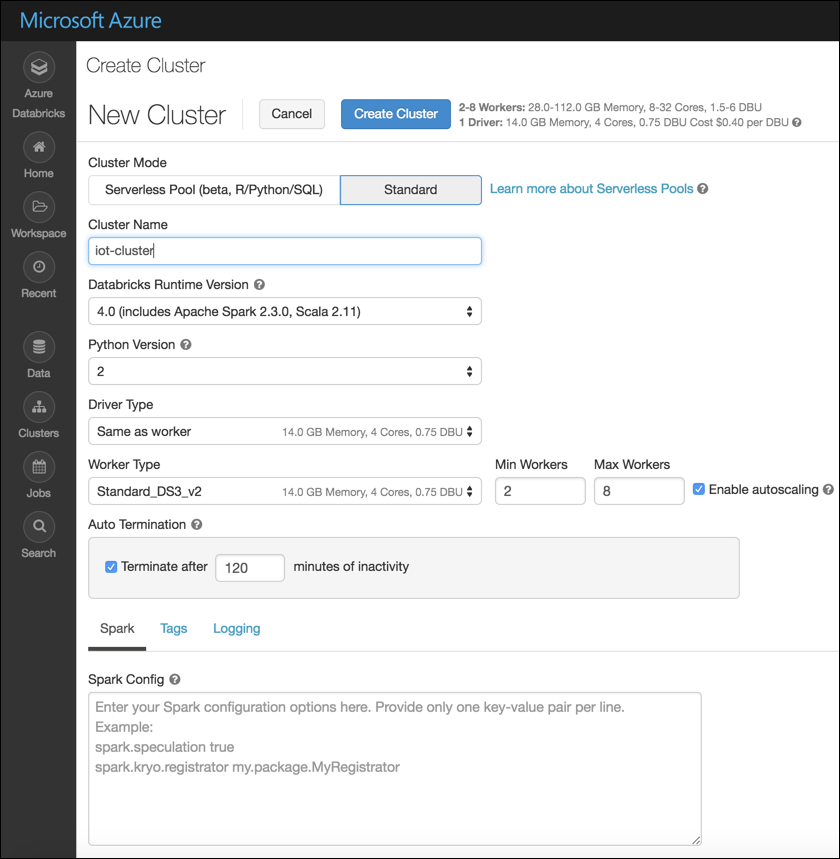 Microsoft Azure
Azure
Databricks
Home
Workspace
Recent
Data
Clusters
Jobs
Search
Create Cluster
New Cluster
Cancel
Create Cluster
2-8 Workers: 28.0-112.0 GB Memory, 8-32 Cores, 1.5-6 DBU
1 Driver: 14.0 GB Memory, 4 Cores, 0.75 DBU Cost $0.40 per DBU ?
Cluster Mode
Serverless Pool (beta, R/Python/SQL)
Standard
Learn more about Serverless Pools ?
Cluster Name
iot-cluster
Databricks Runtime Version ?
4.0 (includes Apache Spark 2.3.0, Scala 2.11)
Python Version ?
2
Driver Type
Same as worker 14.0 GB Memory, 4 Cores, 0.75 DBU
Worker Type
Standard_DS3_v2 14.0 GB Memory, 4 Cores, 0.75 DBU
Min Workers
2
Max Workers
8
Enable autoscaling ?
Auto Termination ?
Terminate after 120 minutes of inactivity
Spark Tags Logging
Spark Config ?
Enter your Spark configuration options here. Provide only one key-value pair per line.
Example:
spark.speculation true
spark.kryo.registrator my.package.MyRegistrator